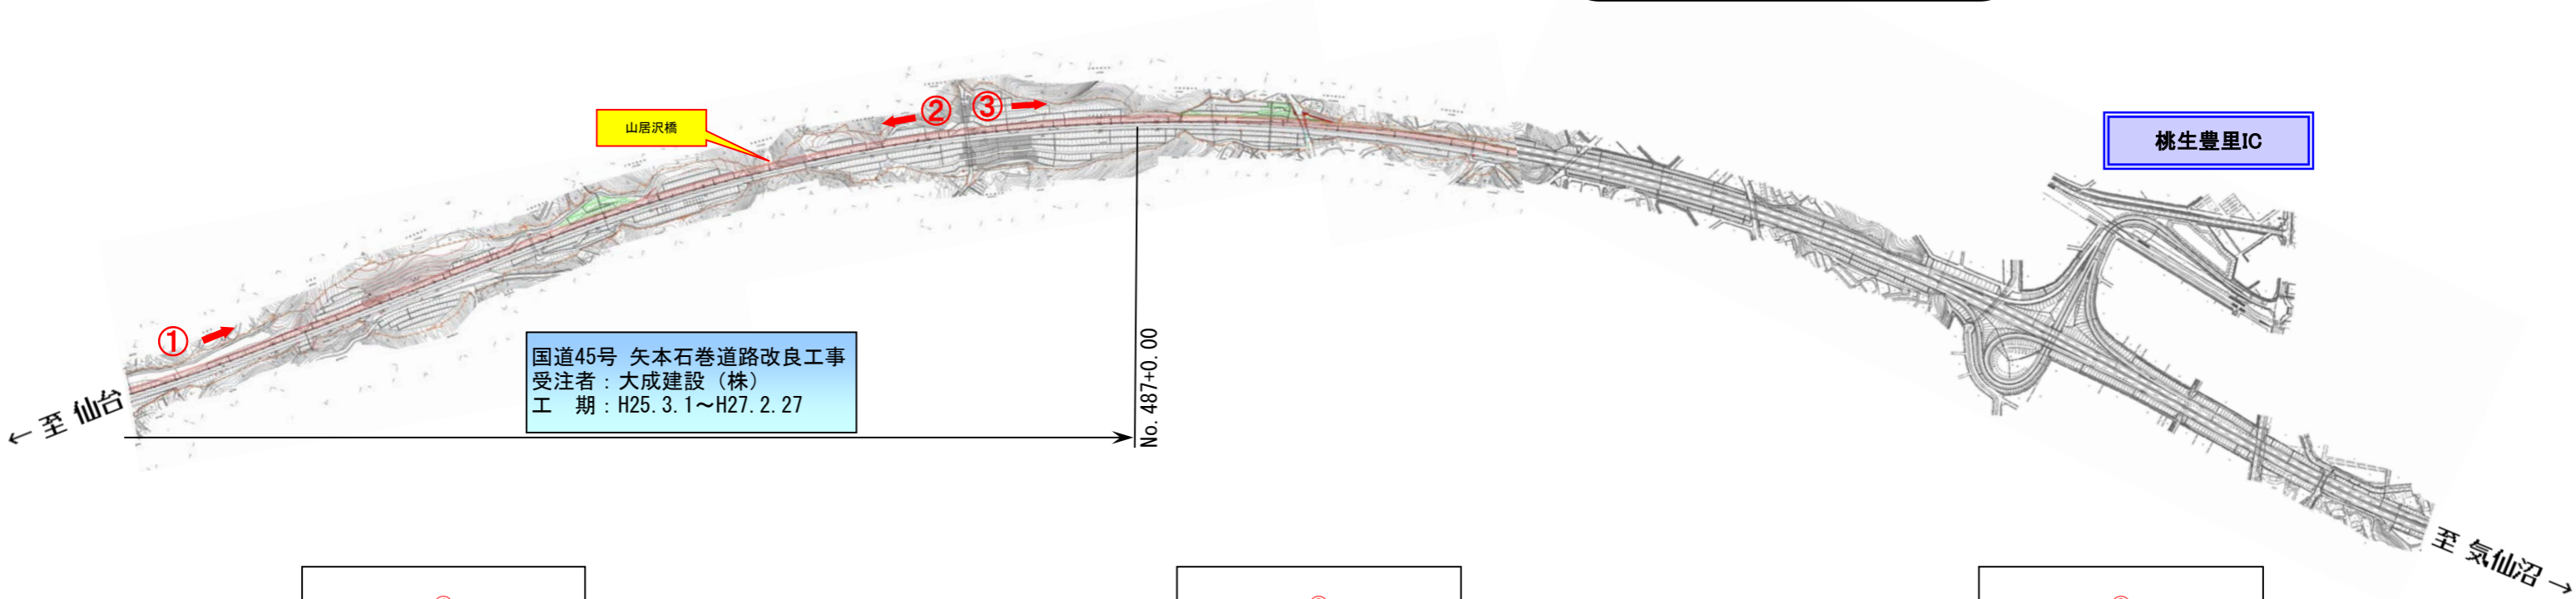 山居沢橋
②
③
桃生豊里IC
①
国道45号 矢本石巻道路改良工事
受注者：大成建設（株）
工　期：H25.3.1～H27.2.27
No.487+0.00
← 至 仙台
至 気仙沼 →